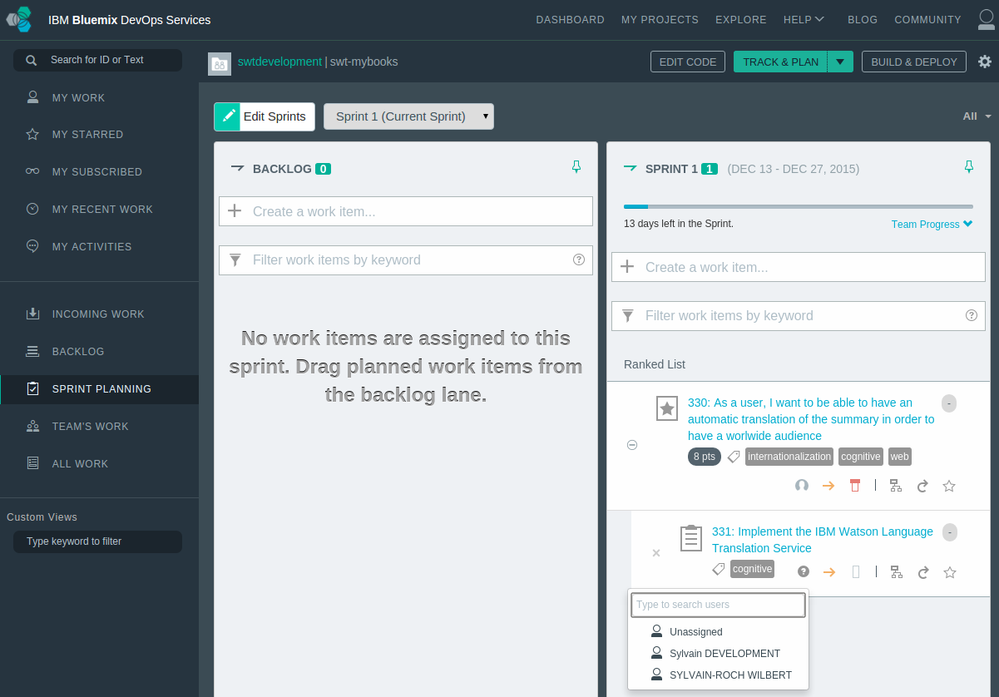 IBM Bluemix DevOps Services
DASHBOARD MY PROJECTS EXPLORE HELP BLOG COMMUNITY
Search for ID or Text
MY WORK
MY STARRED
MY SUBSCRIBED
MY RECENT WORK
MY ACTIVITIES
INCOMING WORK
BACKLOG
SPRINT PLANNING
TEAM'S WORK
ALL WORK
Custom Views
Type keyword to filter
swtdevelopment | swt-mybooks
EDIT CODE TRACK & PLAN BUILD & DEPLOY
Edit Sprints Sprint 1 (Current Sprint) All
BACKLOG 0
Create a work item...
Filter work items by keyword ?
No work items are assigned to this
sprint. Drag planned work items from
the backlog lane.
SPRINT 1 1 (DEC 13 - DEC 27, 2015)
13 days left in the Sprint. Team Progress
Create a work item...
Filter work items by keyword ?
Ranked List
330: As a user, I want to be able to have an -
automatic translation of the summary in order to
have a worlwide audience
8 pts internationalization cognitive web
331: Implement the IBM Watson Language -
Translation Service
cognitive ?
Type to search users
Unassigned
Sylvain DEVELOPMENT
SYLVAIN-ROCH WILBERT